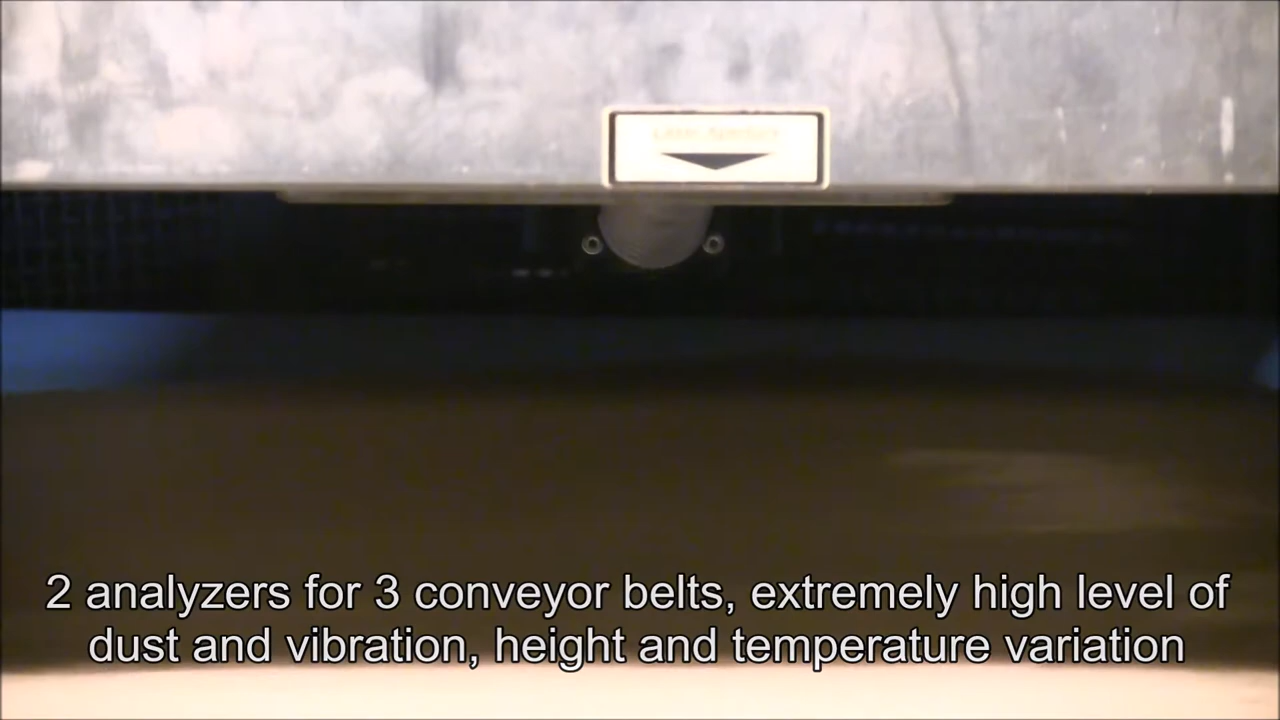 2 analyzers for 3 conveyor belts, extremely high level of
dust and vibration, height and temperature variation